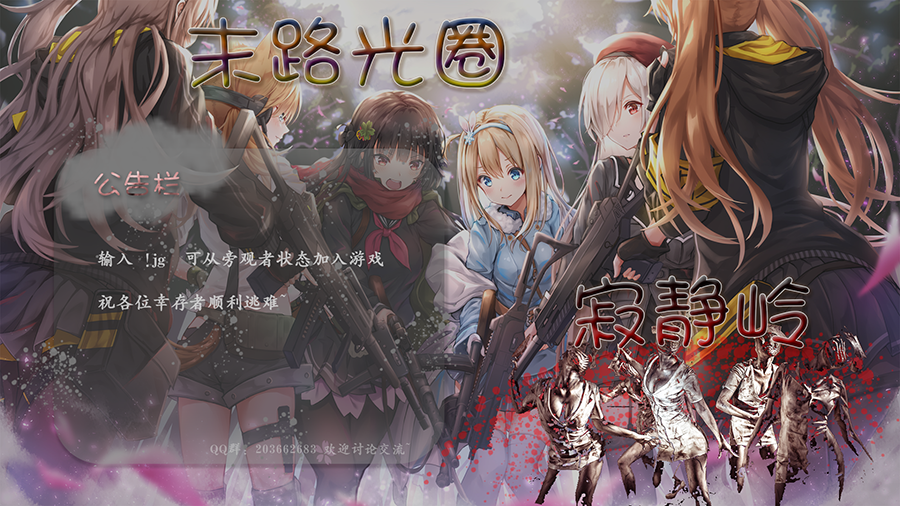 末路光圈
公告栏
输入 !jg 可从旁观者状态加入游戏
祝各位幸存者顺利逃难~
寂静岭
QQ群：203662683 欢迎讨论交流~